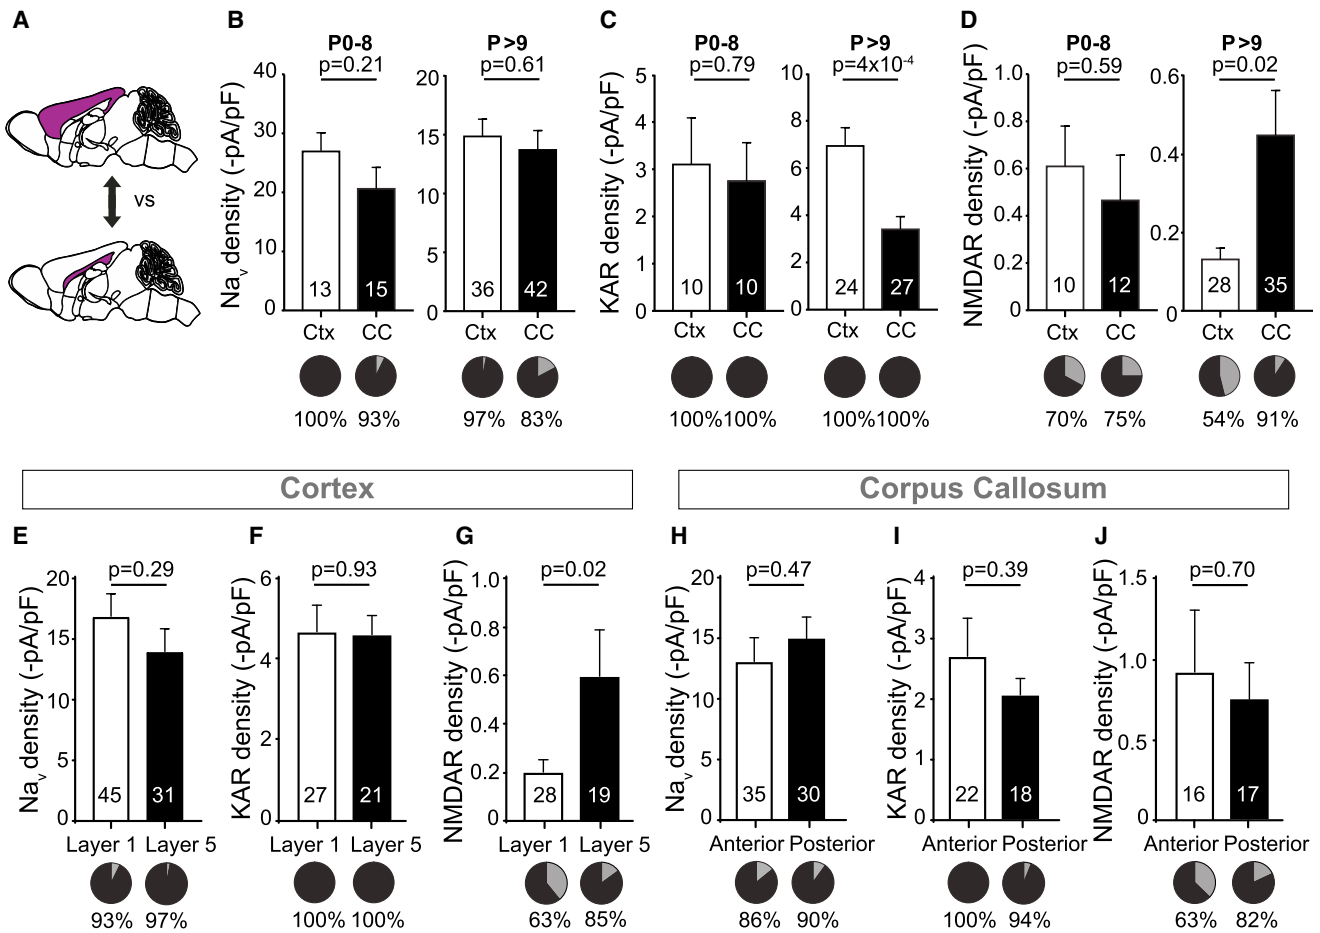 A
vs
B
P0-8
p=0.21
Nav density (-pA/pF)
40
30
20
10
0
13
15
Ctx CC
100% 93%
P>9
p=0.61
20
15
10
5
0
36
42
Ctx CC
97% 83%
C
P0-8
p=0.79
KAR density (-pA/pF)
5
4
3
2
1
0
10
10
Ctx CC
100% 100%
P>9
p=4x10-4
10
8
6
4
2
0
24
27
Ctx CC
100% 100%
D
P0-8
p=0.59
NMDAR density (-pA/pF)
1.0
0.8
0.6
0.4
0.2
0
10
12
Ctx CC
70% 75%
P>9
p=0.02
0.6
0.4
0.2
0
28
35
Ctx CC
54% 91%
Cortex
Corpus Callosum
E
p=0.29
Nav density (-pA/pF)
20
15
10
5
0
45
31
Layer 1 Layer 5
93% 97%
F
p=0.93
KAR density (-pA/pF)
6
4
2
0
27
21
Layer 1 Layer 5
100% 100%
G
p=0.02
NMDAR density (-pA/pF)
1.0
0.8
0.6
0.4
0.2
0
28
19
Layer 1 Layer 5
63% 85%
H
p=0.47
Nav density (-pA/pF)
20
15
10
5
0
35
30
Anterior Posterior
86% 90%
I
p=0.39
KAR density (-pA/pF)
4
3
2
1
0
22
18
Anterior Posterior
100% 94%
J
p=0.70
NMDAR density (-pA/pF)
1.5
1.0
0.5
0
16
17
Anterior Posterior
63% 82%